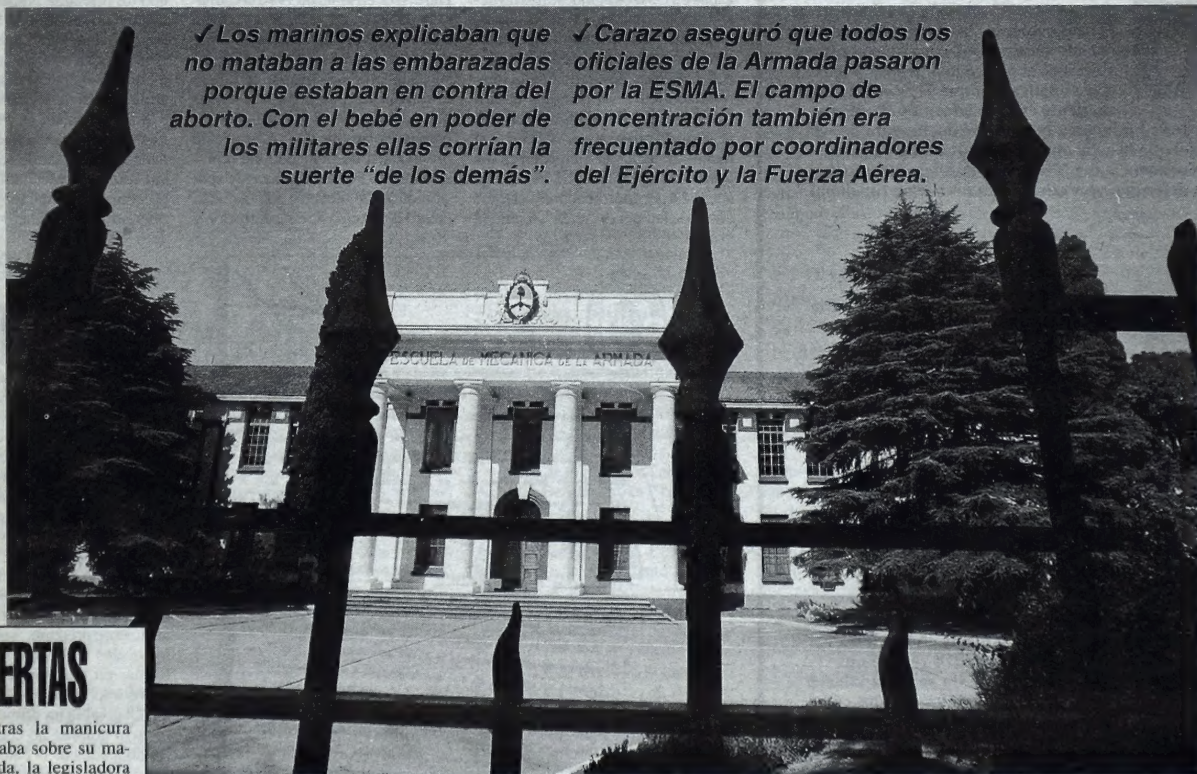 ✓Los marinos explicaban que
no mataban a las embarazadas
porque estaban en contra del
aborto. Con el bebé en poder de
los militares ellas corrían la
suerte "de los demás".
✓Carazo aseguró que todos los
oficiales de la Armada pasaron
por la ESMA. El campo de
concentración también era
frecuentado por coordinadores
del Ejército y la Fuerza Aérea.
ESCUELA DE MECANICA DE LA ARMADA
ERTAS
ras la manicura
aba sobre su ma-
da, la legisladora